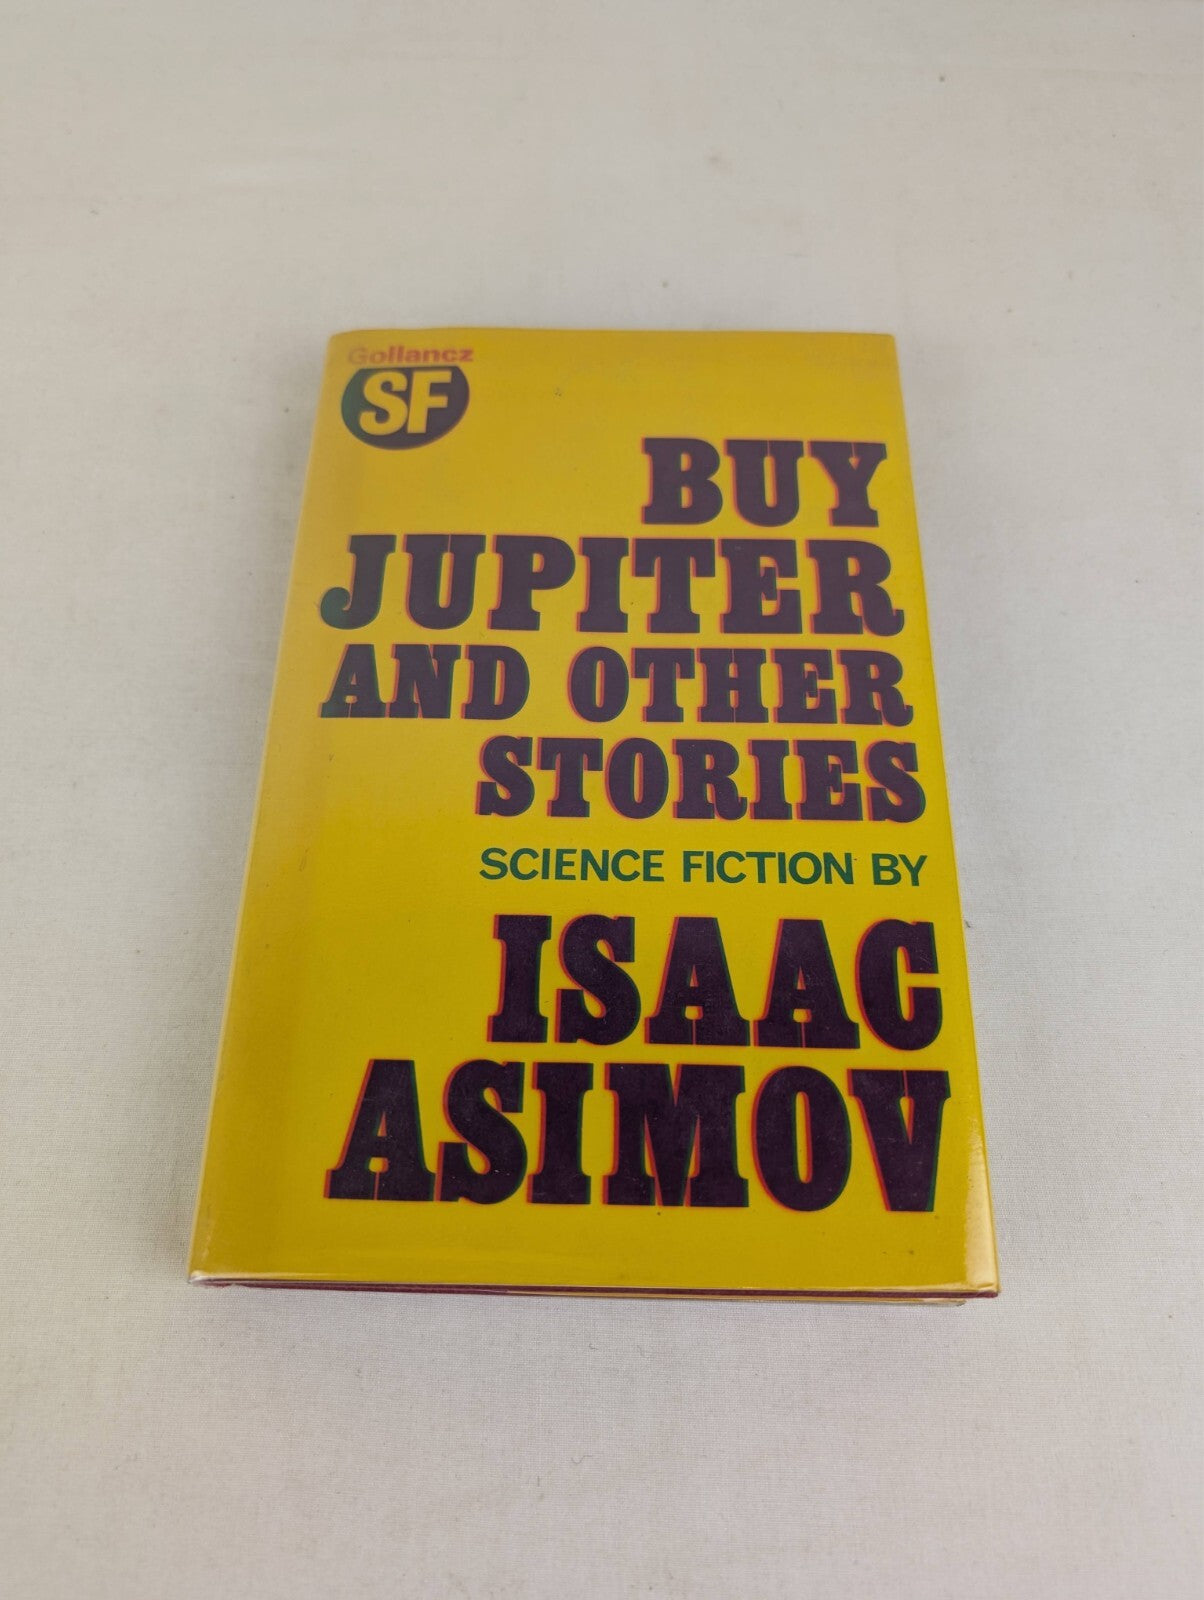 Gollancz
SF
BUY
JUPITER
AND OTHER
STORIES
SCIENCE FICTION BY
ISAAC
ASIMOV